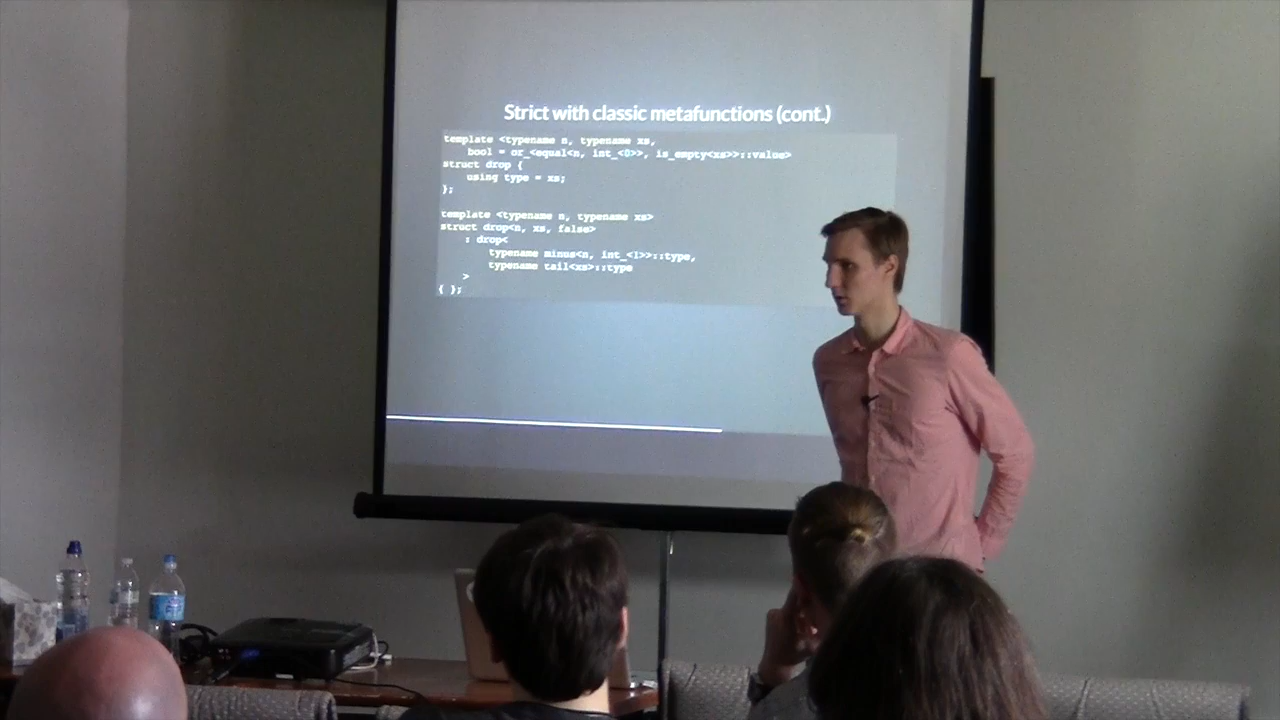 Strict with classic metafunctions (cont.)
template <typename n, typename xs,
bool = or_<equal<n, int_<0>>, is_empty<xs>>::value>
struct drop {
using type = xs;
};
template <typename n, typename xs>
struct drop<n, xs, false>
: drop<
typename minus<n, int_<1>>::type,
typename tail<xs>::type
>
{ };